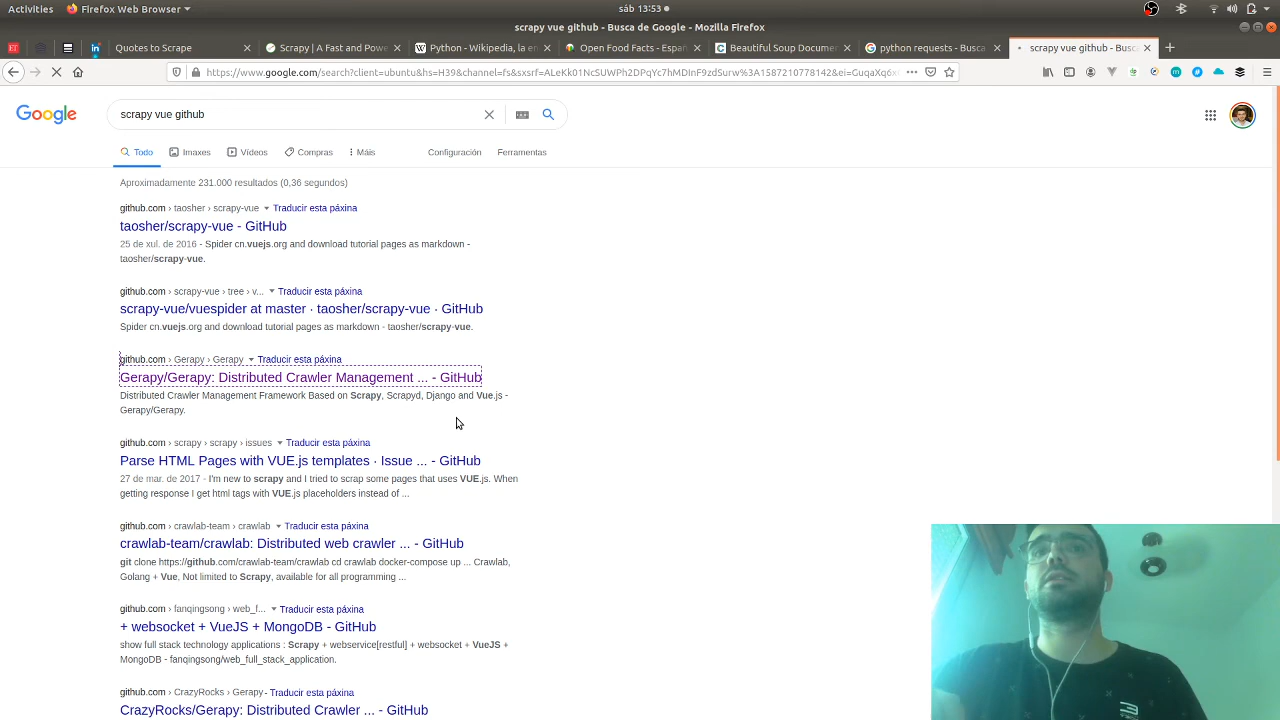 Activities Firefox Web Browser sáb 13:53
scrapy vue github - Busca de Google - Mozilla Firefox
Quotes to Scrape Scrapy | A Fast and Powe Python - Wikipedia, la en Open Food Facts - Españ Beautiful Soup Documen python requests - Busca scrapy vue github - Busc
https://www.google.com/search?client=ubuntu&hs=H39&channel=fs&sxsrf=ALeKk01NcSUWPh2DPqYc7hMDInF9zdSurw%3A1587210778142&ei=GuqaXq6x
Google scrapy vue github
Todo Imaxes Vídeos Compras Máis Configuración Ferramentas
Aproximadamente 231.000 resultados (0,36 segundos)
github.com › taosher › scrapy-vue Traducir esta páxina
taosher/scrapy-vue - GitHub
25 de xul. de 2016 - Spider cn.vuejs.org and download tutorial pages as markdown -
taosher/scrapy-vue.
github.com › scrapy-vue › tree › v... Traducir esta páxina
scrapy-vue/vuespider at master · taosher/scrapy-vue · GitHub
Spider cn.vuejs.org and download tutorial pages as markdown - taosher/scrapy-vue.
github.com › Gerapy › Gerapy Traducir esta páxina
Gerapy/Gerapy: Distributed Crawler Management ... - GitHub
Distributed Crawler Management Framework Based on Scrapy, Scrapyd, Django and Vue.js -
Gerapy/Gerapy.
github.com › scrapy › scrapy › issues Traducir esta páxina
Parse HTML Pages with VUE.js templates · Issue ... - GitHub
27 de mar. de 2017 - I'm new to scrapy and I tried to scrap some pages that uses VUE.js. When
getting response I get html tags with VUE.js placeholders instead of ...
github.com › crawlab-team › crawlab Traducir esta páxina
crawlab-team/crawlab: Distributed web crawler ... - GitHub
git clone https://github.com/crawlab-team/crawlab cd crawlab docker-compose up ... Crawlab,
Golang + Vue, Not limited to Scrapy, available for all programming ...
github.com › fanqingsong › web_f... Traducir esta páxina
+ websocket + VueJS + MongoDB - GitHub
show full stack technology applications : Scrapy + webservice[restful] + websocket + VueJS +
MongoDB - fanqingsong/web_full_stack_application.
github.com › CrazyRocks › Gerapy Traducir esta páxina
CrazyRocks/Gerapy: Distributed Crawler ... - GitHub